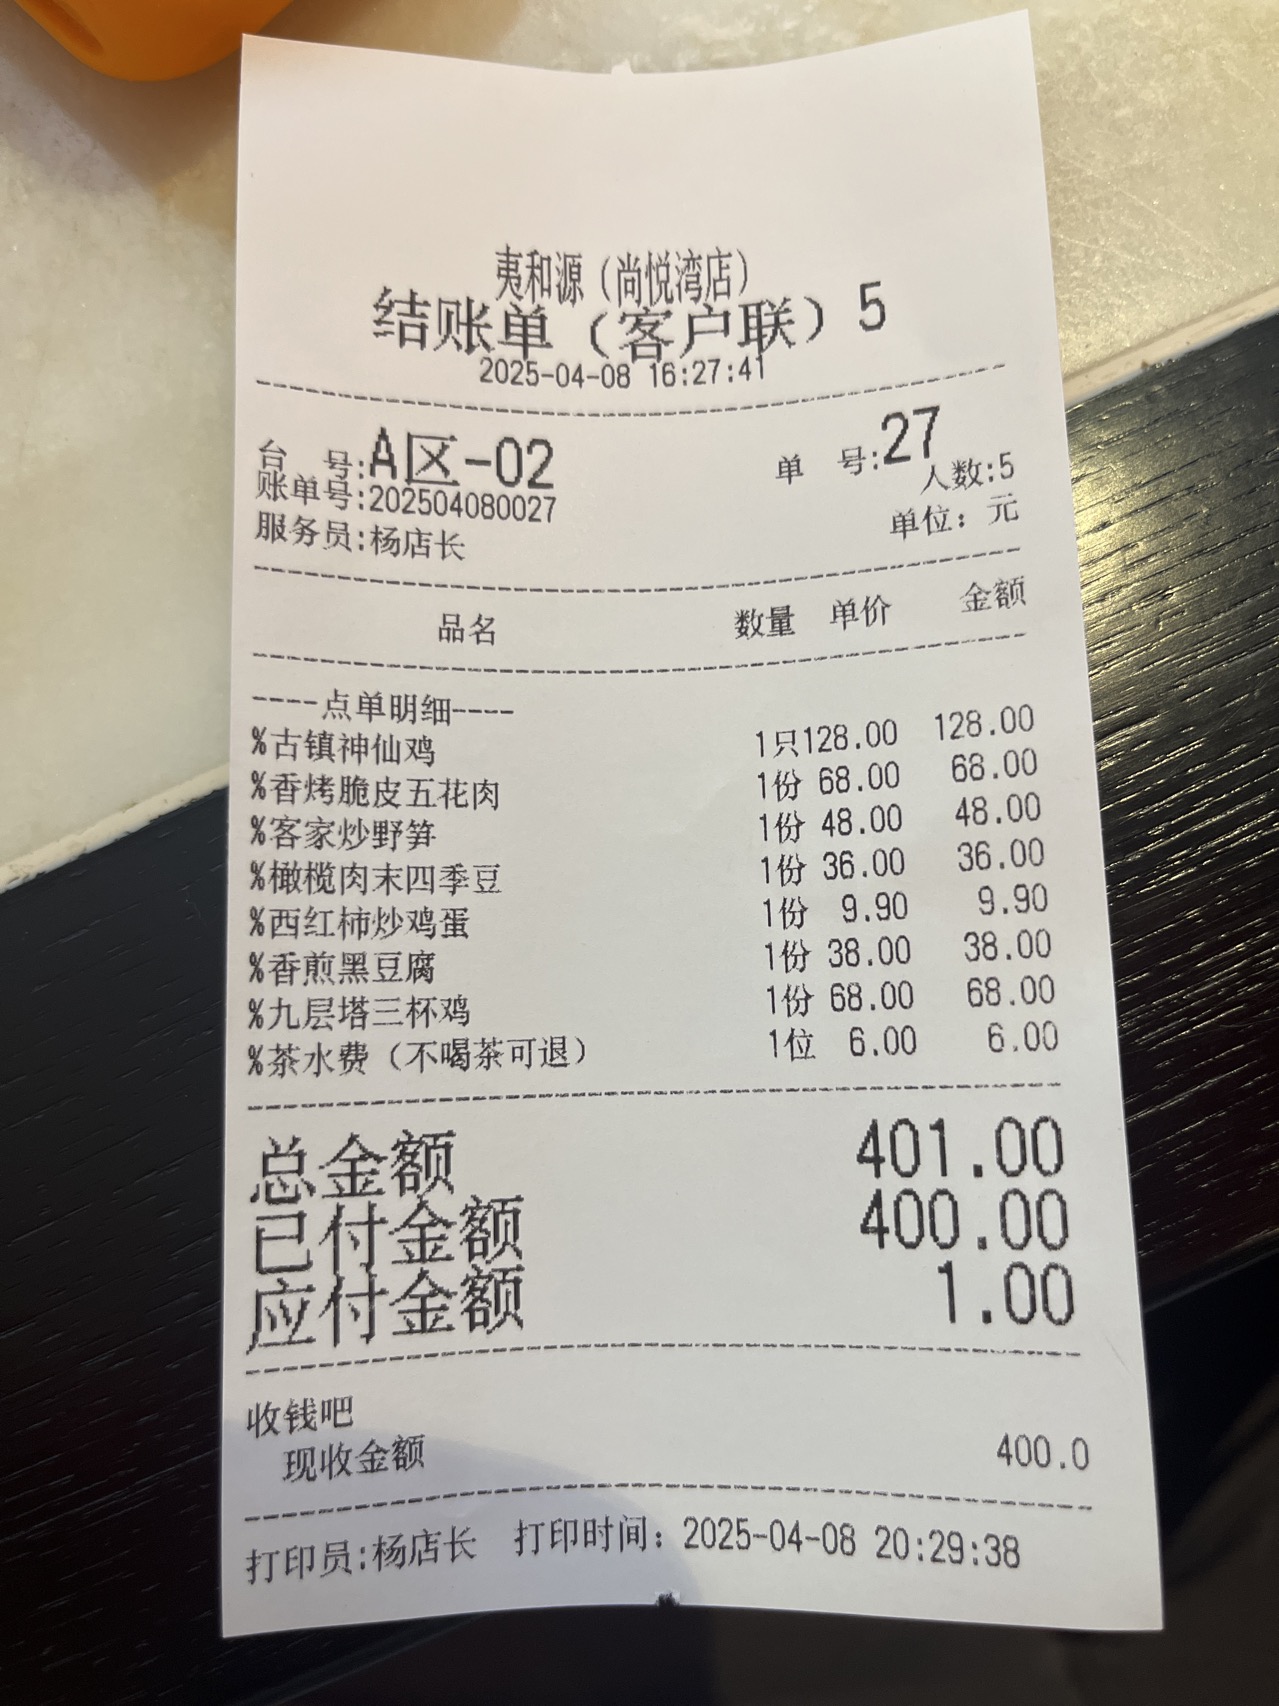 夷和源（尚悦湾店）
结账单（客户联）5
2025-04-08 16:27:41
台 号:A区-02 单 号:27
账单号:202504080027 人数:5
服务员:杨店长 单位：元
品名 数量 单价 金额
----点单明细----
%古镇神仙鸡 1只128.00 128.00
%香烤脆皮五花肉 1份 68.00 68.00
%客家炒野笋 1份 48.00 48.00
%橄榄肉末四季豆 1份 36.00 36.00
%西红柿炒鸡蛋 1份 9.90 9.90
%香煎黑豆腐 1份 38.00 38.00
%九层塔三杯鸡 1份 68.00 68.00
%茶水费（不喝茶可退） 1位 6.00 6.00
总金额 401.00
已付金额 400.00
应付金额 1.00
收钱吧
现收金额 400.0
打印员:杨店长 打印时间：2025-04-08 20:29:38